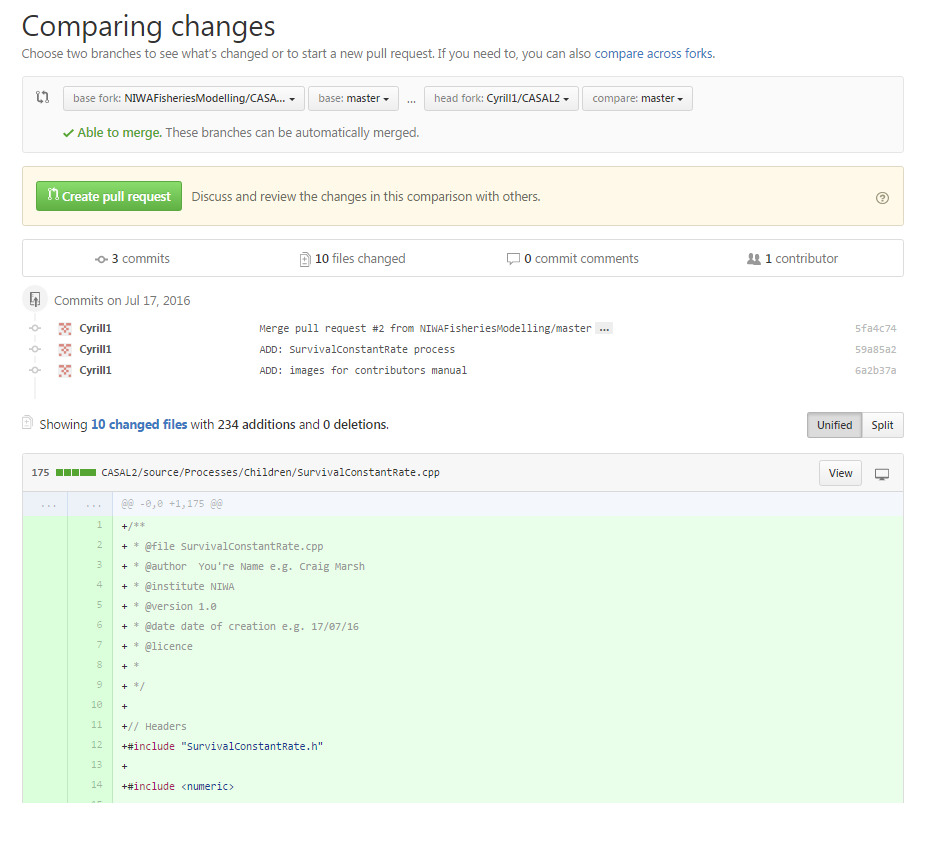 Comparing changes
Choose two branches to see what's changed or to start a new pull request. If you need to, you can also compare across forks.
base fork: NIWAFisheriesModelling/CASA... base: master ... head fork: Cyrill1/CASAL2 compare: master
Able to merge. These branches can be automatically merged.
Create pull request Discuss and review the changes in this comparison with others.
3 commits 10 files changed 0 commit comments 1 contributor
Commits on Jul 17, 2016
Cyrill1 Merge pull request #2 from NIWAFisheriesModelling/master ... 5fa4c74
Cyrill1 ADD: SurvivalConstantRate process 59a85a2
Cyrill1 ADD: images for contributors manual 6a2b37a
Showing 10 changed files with 234 additions and 0 deletions. Unified Split
175 CASAL2/source/Processes/Children/SurvivalConstantRate.cpp View
... ... @@ -0,0 +1,175 @@
1 +/**
2 + * @file SurvivalConstantRate.cpp
3 + * @author  You're Name e.g. Craig Marsh
4 + * @institute NIWA
5 + * @version 1.0
6 + * @date date of creation e.g. 17/07/16
7 + * @licence
8 + *
9 + */
10 +
11 +// Headers
12 +#include "SurvivalConstantRate.h"
13 +
14 +#include <numeric>